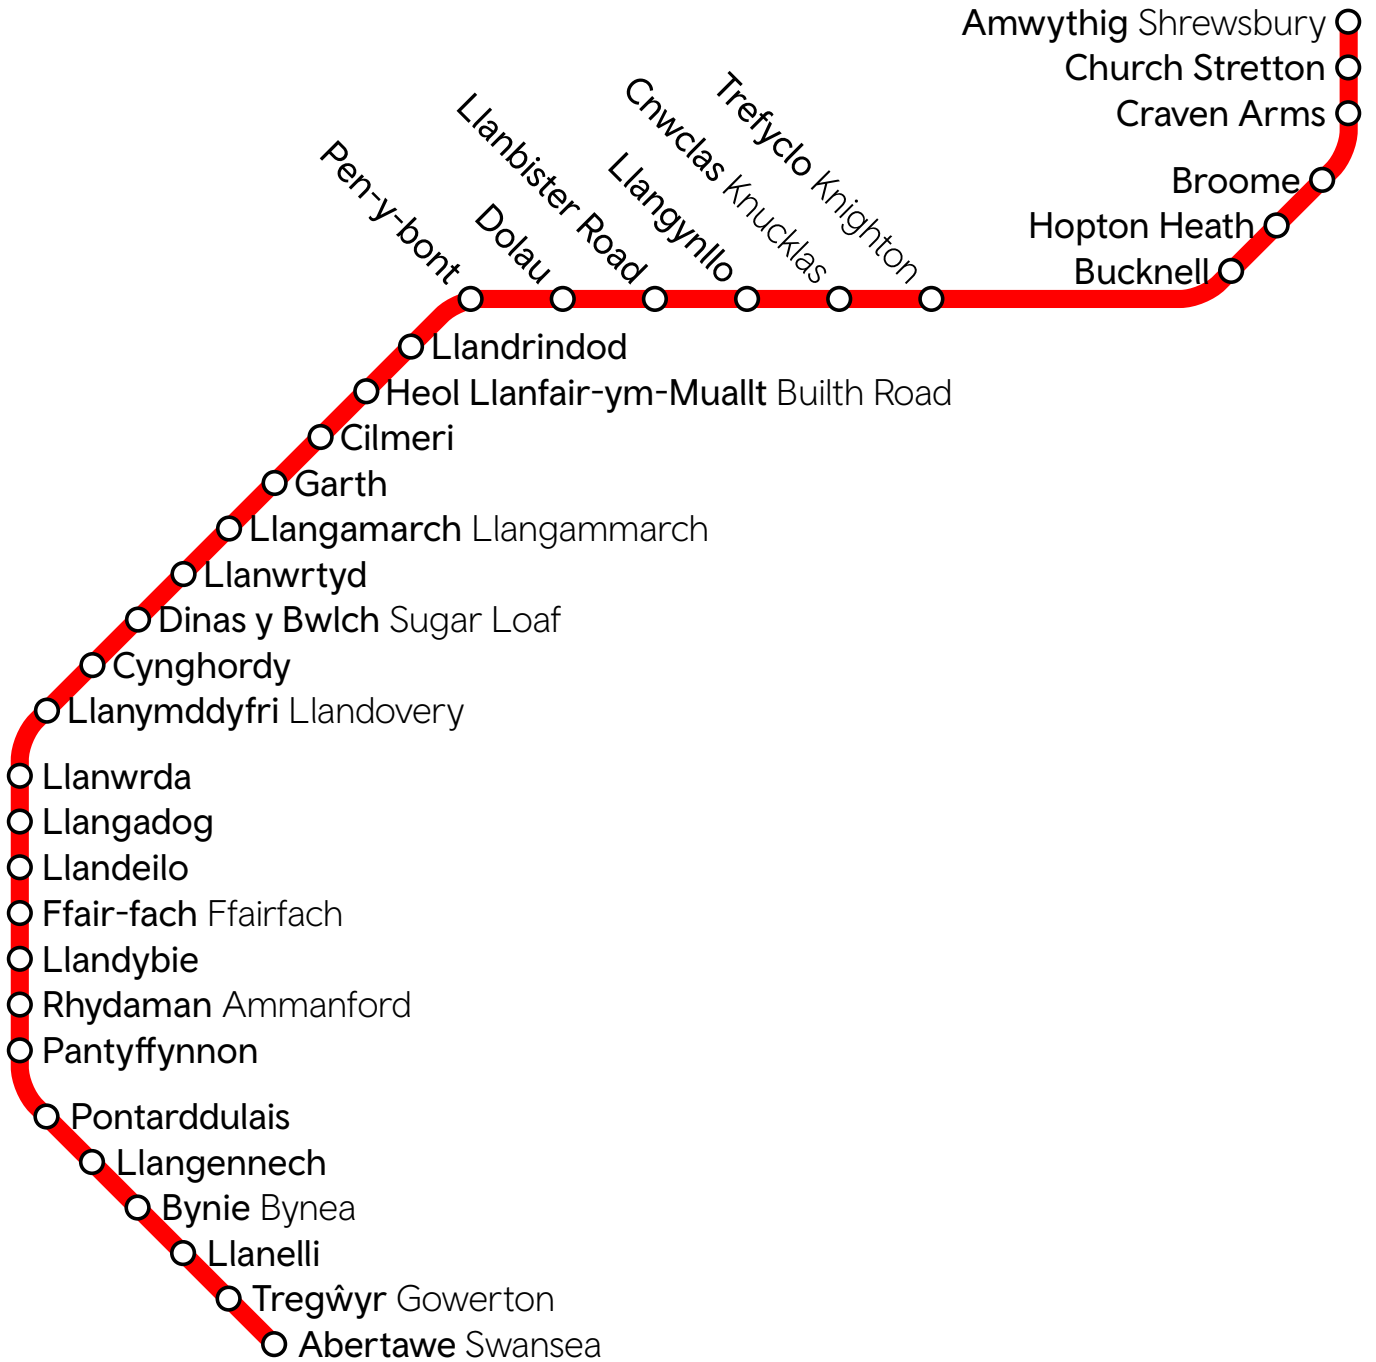 Amwythig Shrewsbury
Church Stretton
Craven Arms
Broome
Hopton Heath
Bucknell
Trefyclo Knighton
Cnwclas Knucklas
Llangynllo
Llanbister Road
Dolau
Pen-y-bont
Llandrindod
Heol Llanfair-ym-Muallt Builth Road
Cilmeri
Garth
Llangamarch Llangammarch
Llanwrtyd
Dinas y Bwlch Sugar Loaf
Cynghordy
Llanymddyfri Llandovery
Llanwrda
Llangadog
Llandeilo
Ffair-fach Ffairfach
Llandybie
Rhydaman Ammanford
Pantyffynnon
Pontarddulais
Llangennech
Bynie Bynea
Llanelli
Tregŵyr Gowerton
Abertawe Swansea